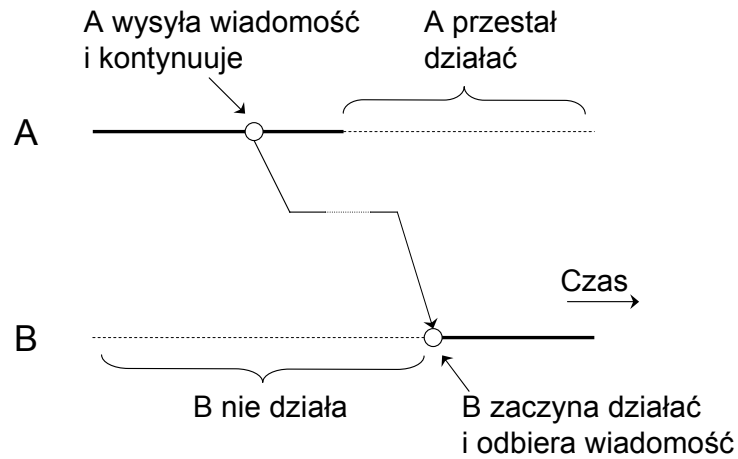 A wysyła wiadomość
i kontynuuje
A przestał
działać
A
Czas
B
B nie działa
B zaczyna działać
i odbiera wiadomość